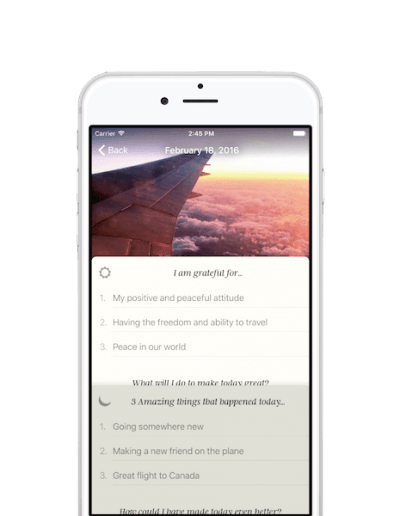 Carrier 2:45 PM
Back February 18, 2016
I am grateful for...
1. My positive and peaceful attitude
2. Having the freedom and ability to travel
3. Peace in our world
What will I do to make today great?
3 Amazing things that happened today...
1. Going somewhere new
2. Making a new friend on the plane
3. Great flight to Canada
How could I have made today even better?